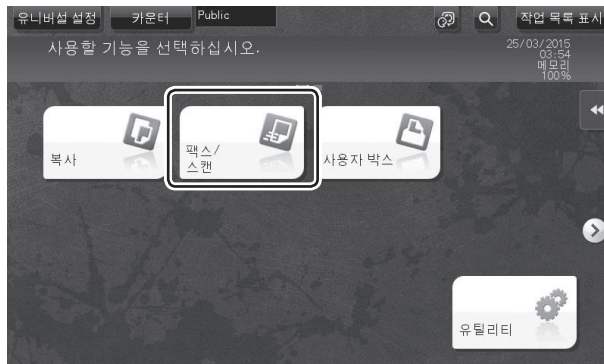 유니버설 설정 카운터 Public 작업 목록 표시
사용할 기능을 선택하십시오.
25/03/2015
03:54
메모리
100%
복사
팩스/
스캔
사용자 박스
유틸리티